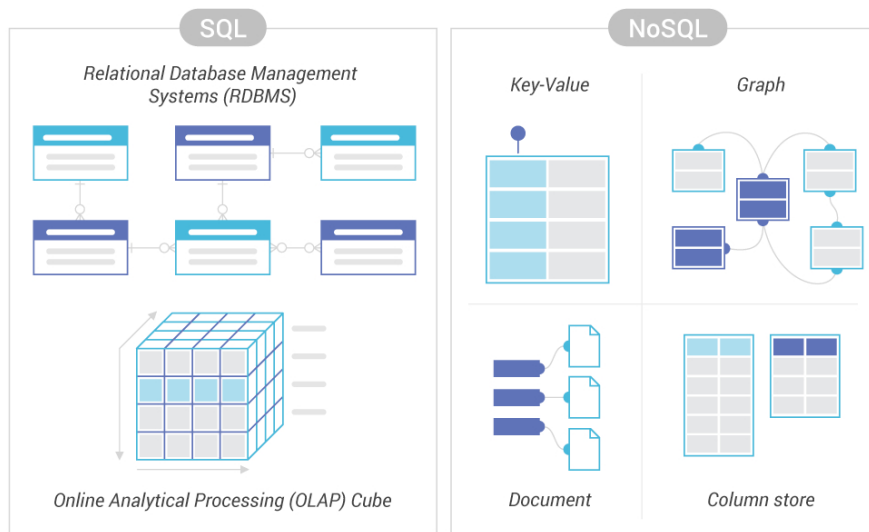 SQL
Relational Database Management
Systems (RDBMS)
Online Analytical Processing (OLAP) Cube
NoSQL
Key-Value
Graph
Document
Column store